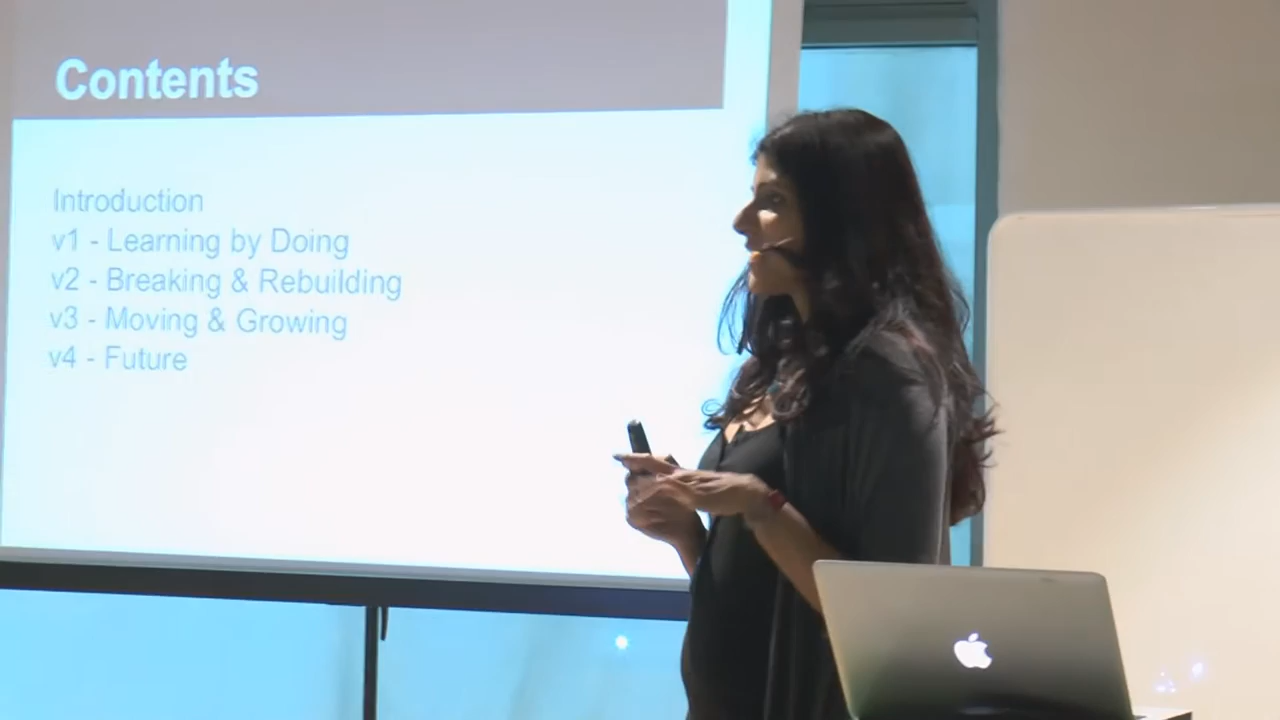 Contents
Introduction
v1 - Learning by Doing
v2 - Breaking & Rebuilding
v3 - Moving & Growing
v4 - Future